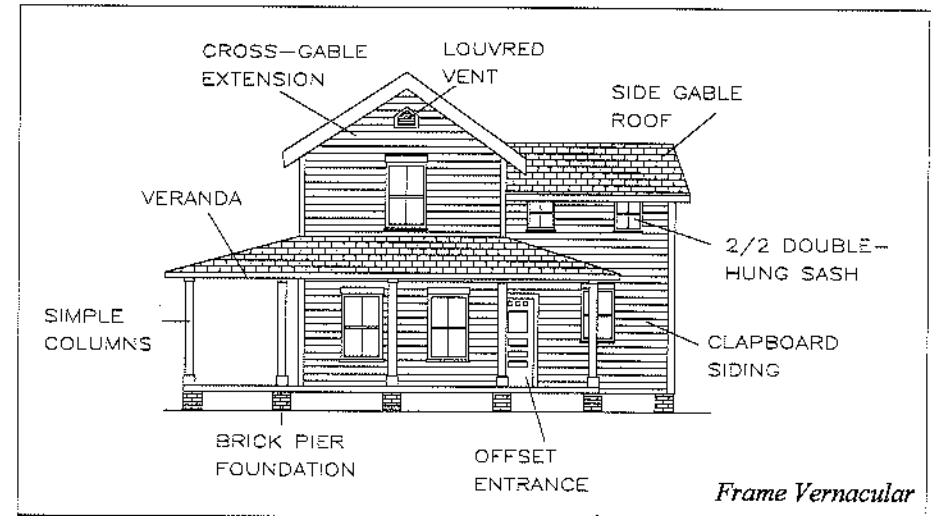 CROSS-GABLE
EXTENSION
LOUVRED
VENT
SIDE GABLE
ROOF
VERANDA
2/2 DOUBLE-
HUNG SASH
SIMPLE
COLUMNS
CLAPBOARD
SIDING
BRICK PIER
FOUNDATION
OFFSET
ENTRANCE
Frame Vernacular